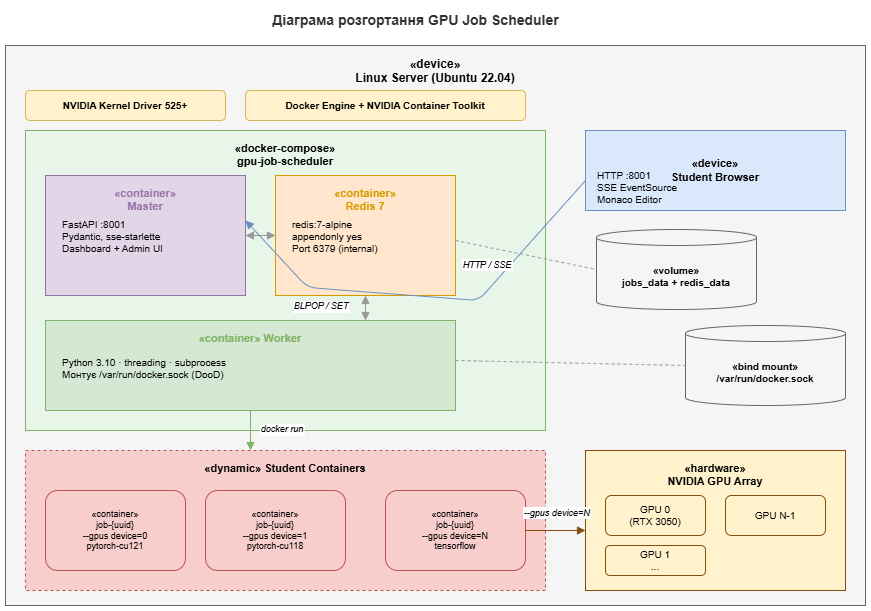 Діаграма розгортання GPU Job Scheduler
«device»
Linux Server (Ubuntu 22.04)
NVIDIA Kernel Driver 525+
Docker Engine + NVIDIA Container Toolkit
«docker-compose»
gpu-job-scheduler
«container»
Master
FastAPI :8001
Pydantic, sse-starlette
Dashboard + Admin UI
«container»
Redis 7
redis:7-alpine
appendonly yes
Port 6379 (internal)
«device»
Student Browser
HTTP :8001
SSE EventSource
Monaco Editor
HTTP / SSE
«volume»
jobs_data + redis_data
BLPOP / SET
«container» Worker
Python 3.10 · threading · subprocess
Монтує /var/run/docker.sock (DooD)
«bind mount»
/var/run/docker.sock
docker run
«dynamic» Student Containers
«container»
job-{uuid}
--gpus device=0
pytorch-cu121
«container»
job-{uuid}
--gpus device=1
pytorch-cu118
«container»
job-{uuid}
--gpus device=N
tensorflow
--gpus device=N
«hardware»
NVIDIA GPU Array
GPU 0
(RTX 3050)
GPU N-1
GPU 1
...